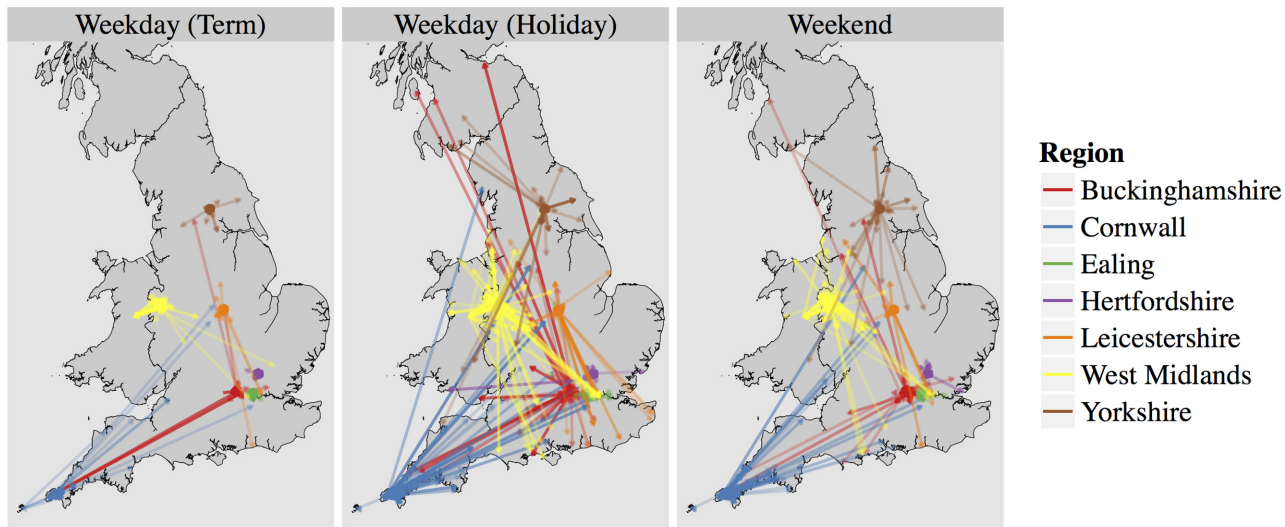 Weekday (Term)
Weekday (Holiday)
Weekend
Region
Buckinghamshire
Cornwall
Ealing
Hertfordshire
Leicestershire
West Midlands
Yorkshire